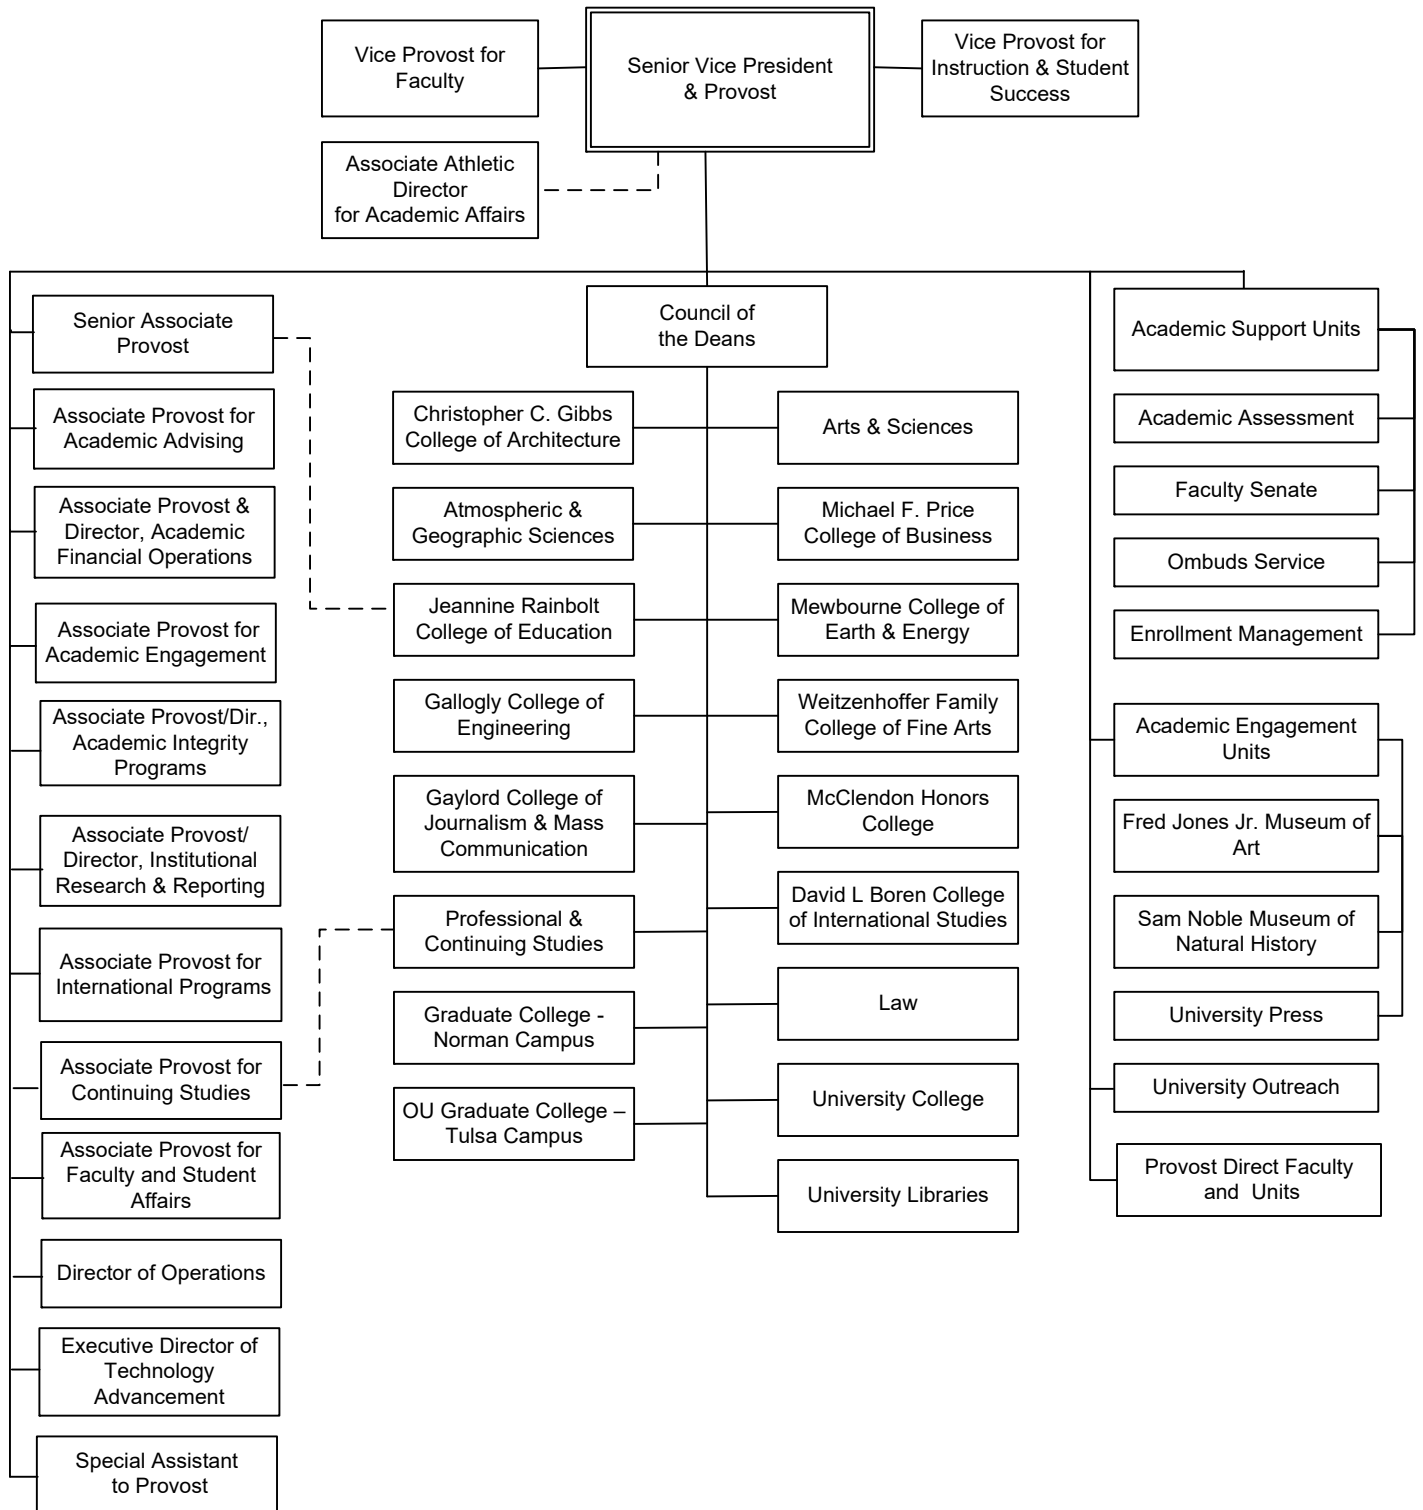 Vice Provost for
Faculty
Senior Vice President
& Provost
Vice Provost for
Instruction & Student
Success
Associate Athletic
Director
for Academic Affairs
Senior Associate
Provost
Associate Provost for
Academic Advising
Associate Provost &
Director, Academic
Financial Operations
Associate Provost for
Academic Engagement
Associate Provost/Dir.,
Academic Integrity
Programs
Associate Provost/
Director, Institutional
Research & Reporting
Associate Provost for
International Programs
Associate Provost for
Continuing Studies
Associate Provost for
Faculty and Student
Affairs
Director of Operations
Executive Director of
Technology
Advancement
Special Assistant
to Provost
Council of
the Deans
Christopher C. Gibbs
College of Architecture
Atmospheric &
Geographic Sciences
Jeannine Rainbolt
College of Education
Gallogly College of
Engineering
Gaylord College of
Journalism & Mass
Communication
Professional &
Continuing Studies
Graduate College -
Norman Campus
OU Graduate College –
Tulsa Campus
Arts & Sciences
Michael F. Price
College of Business
Mewbourne College of
Earth & Energy
Weitzenhoffer Family
College of Fine Arts
McClendon Honors
College
David L Boren College
of International Studies
Law
University College
University Libraries
Academic Support Units
Academic Assessment
Faculty Senate
Ombuds Service
Enrollment Management
Academic Engagement
Units
Fred Jones Jr. Museum of
Art
Sam Noble Museum of
Natural History
University Press
University Outreach
Provost Direct Faculty
and  Units